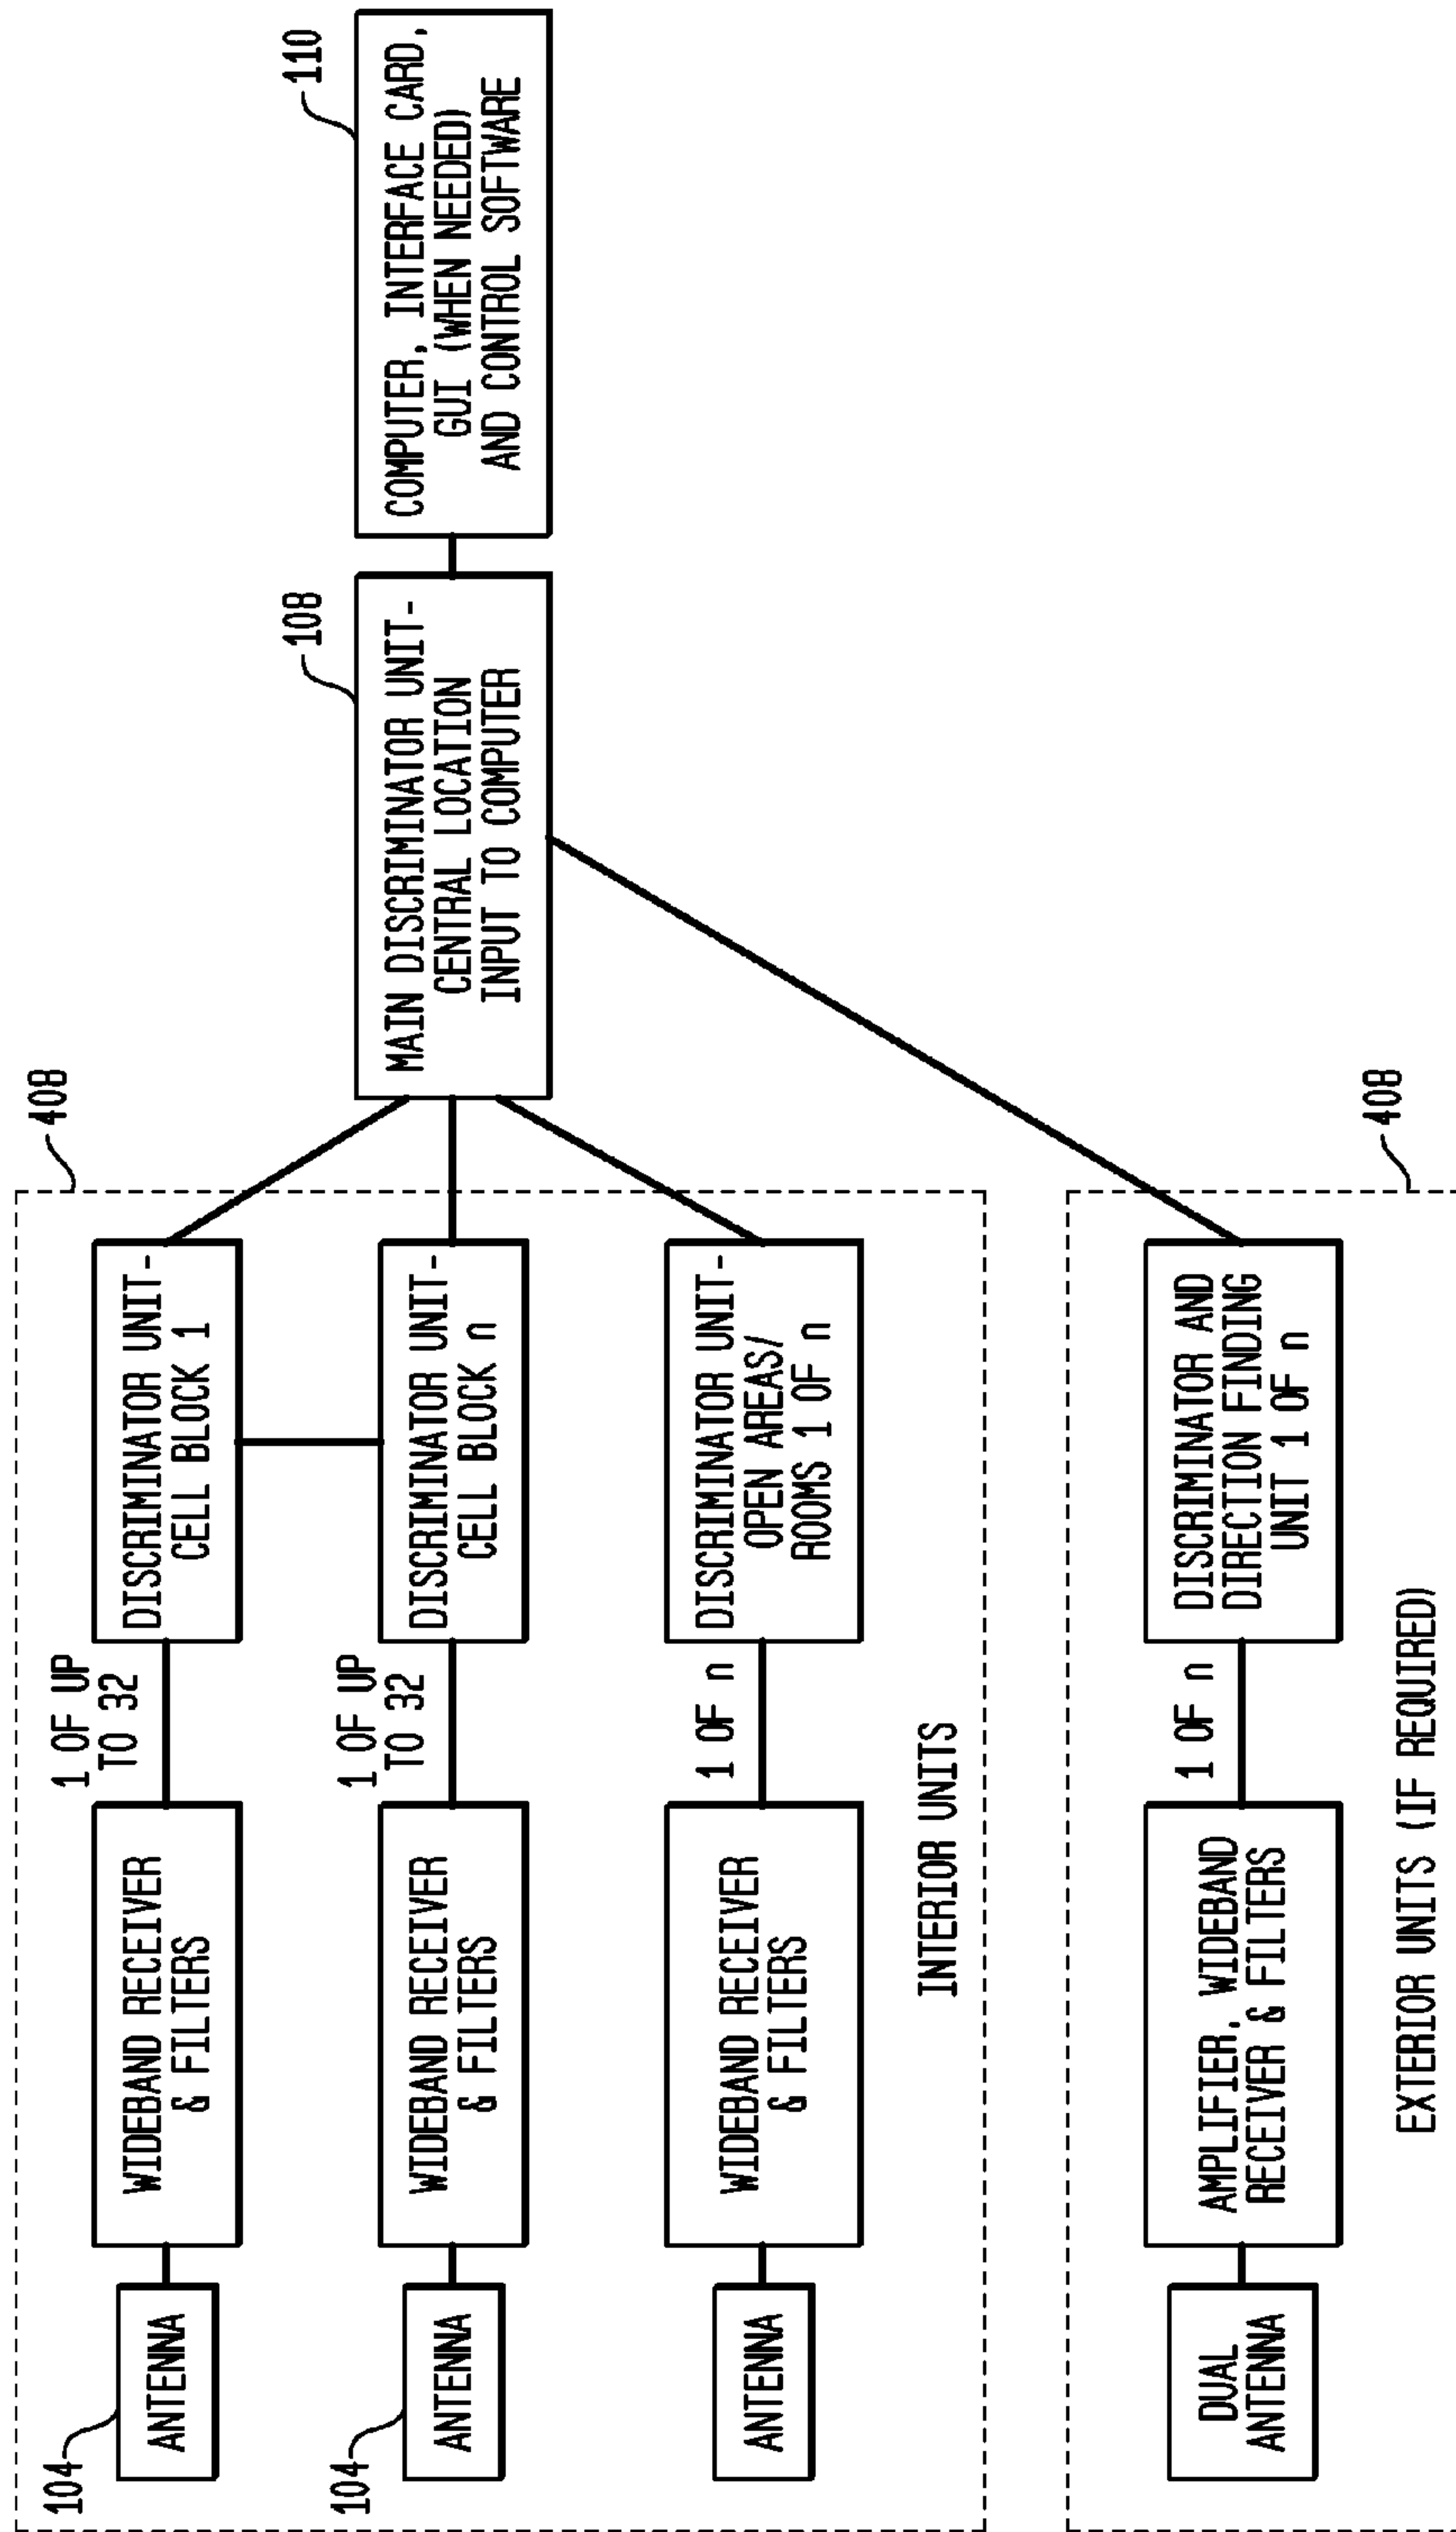 408
104
ANTENNA
WIDEBAND RECEIVER
& FILTERS
1 OF UP
TO 32
DISCRIMINATOR UNIT-
CELL BLOCK 1
104
ANTENNA
WIDEBAND RECEIVER
& FILTERS
1 OF UP
TO 32
DISCRIMINATOR UNIT-
CELL BLOCK n
ANTENNA
WIDEBAND RECEIVER
& FILTERS
1 OF n
DISCRIMINATOR UNIT-
OPEN AREAS/
ROOMS 1 OF n
INTERIOR UNITS
108
MAIN DISCRIMINATOR UNIT-
CENTRAL LOCATION
INPUT TO COMPUTER
110
COMPUTER, INTERFACE CARD,
GUI (WHEN NEEDED)
AND CONTROL SOFTWARE
DUAL
ANTENNA
AMPLIFIER, WIDEBAND
RECEIVER & FILTERS
1 OF n
DISCRIMINATOR AND
DIRECTION FINDING
UNIT 1 OF n
408
EXTERIOR UNITS (IF REQUIRED)